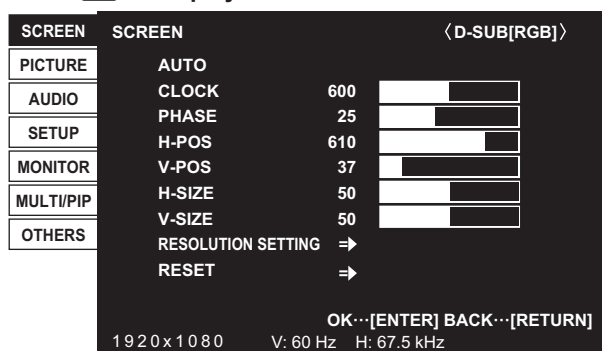 SCREEN
PICTURE
AUDIO
SETUP
MONITOR
MULTI/PIP
OTHERS
SCREEN 〈D-SUB[RGB]〉
AUTO
CLOCK 600
PHASE 25
H-POS 610
V-POS 37
H-SIZE 50
V-SIZE 50
RESOLUTION SETTING
RESET
OK···[ENTER] BACK···[RETURN]
1920x1080 V: 60 Hz H: 67.5 kHz